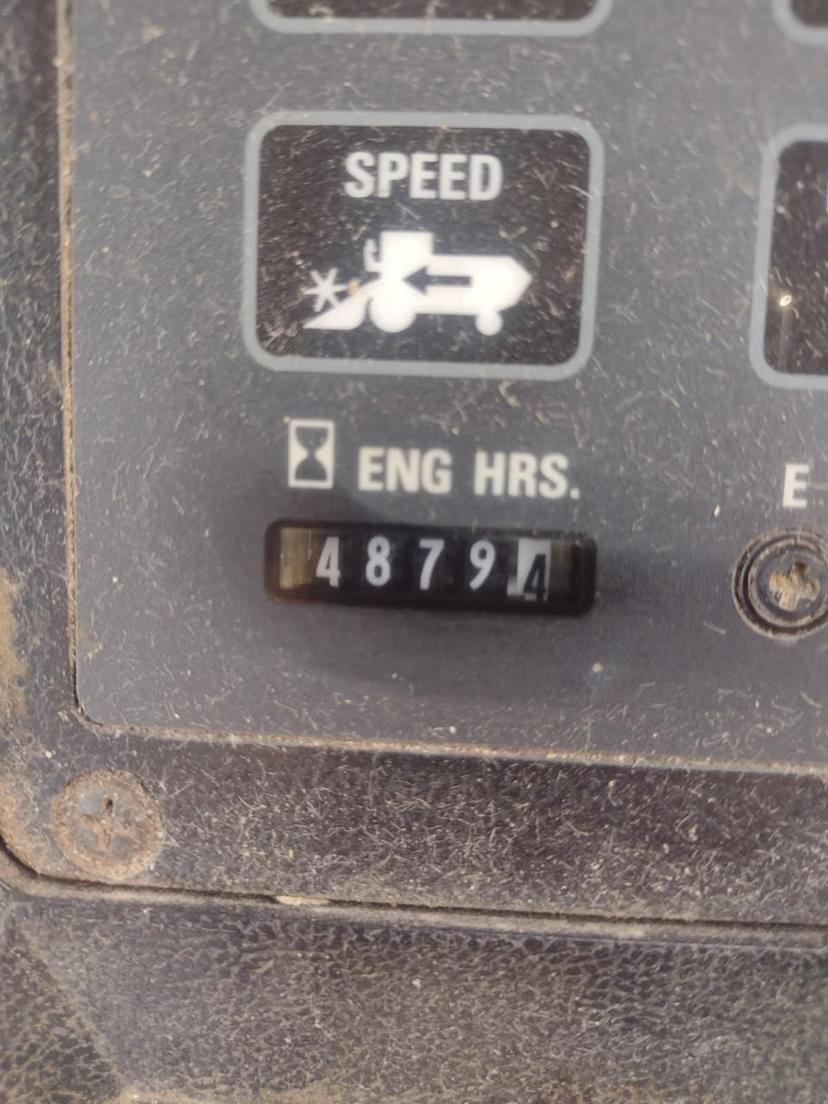 SPEED
ENG HRS.
E
48794